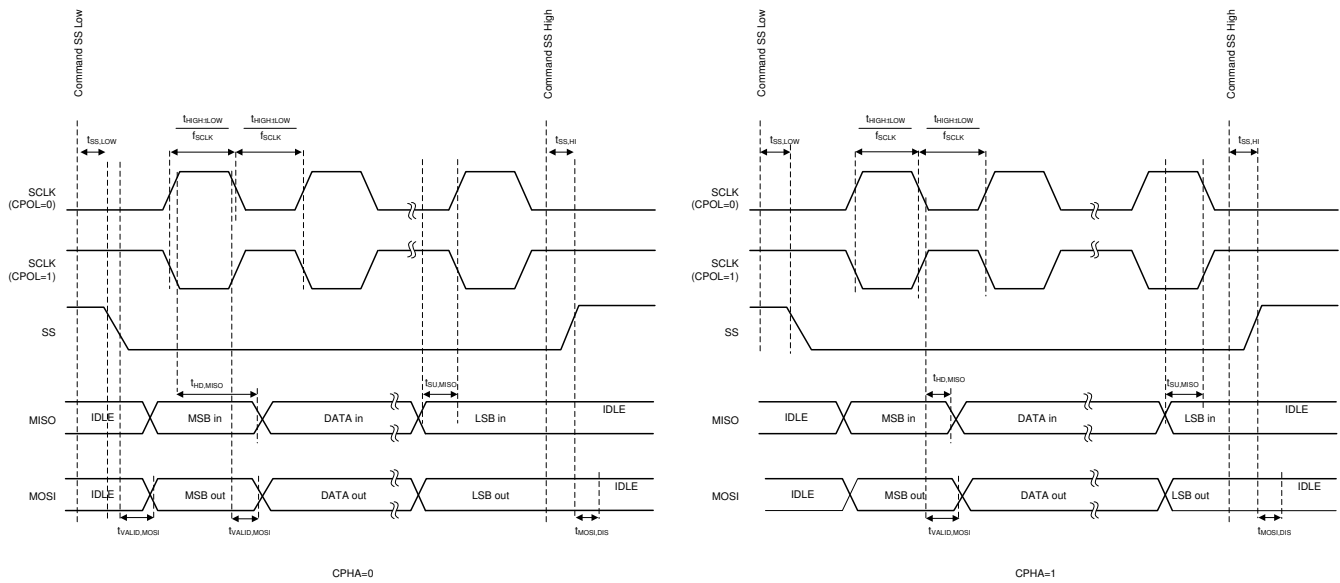 Command SS Low
Command SS High
tHIGH:tLOW
fSCLK
tHIGH:tLOW
fSCLK
tSS,LOW
tSS,HI
SCLK
(CPOL=0)
SCLK
(CPOL=1)
SS
tHD,MISO
tSU,MISO
MISO
IDLE
MSB in
DATA in
LSB in
IDLE
MOSI
IDLE
MSB out
DATA out
LSB out
IDLE
tVALID,MOSI
tVALID,MOSI
tMOSI,DIS
CPHA=0
Command SS Low
Command SS High
tHIGH:tLOW
fSCLK
tHIGH:tLOW
fSCLK
tSS,LOW
tSS,HI
SCLK
(CPOL=0)
SCLK
(CPOL=1)
SS
tHD,MISO
tSU,MISO
MISO
IDLE
MSB in
DATA in
LSB in
IDLE
MOSI
IDLE
MSB out
DATA out
LSB out
IDLE
tVALID,MOSI
tMOSI,DIS
CPHA=1